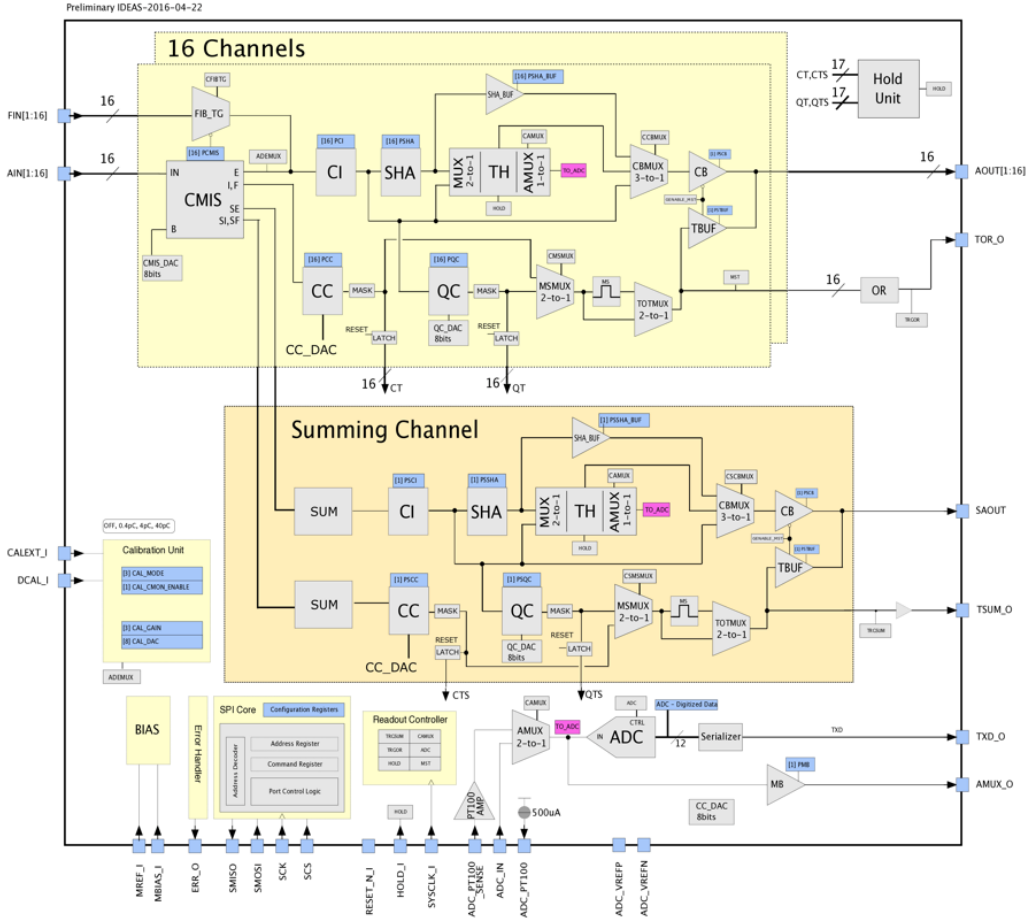 Preliminary IDEAS-2016-04-22
16 Channels
CFIBTG
[16] PSHA_BUF
SHA_BUF
CT,CTS
17
QT,QTS
17
Hold
Unit
HOLD
FIN[1:16]
16
FIB_TG
[16] PCMIS
ADEMUX
[16] PCI
[16] PSHA
CAMUX
CCBMUX
[1] PSCB
AIN[1:16]
16
IN
E
I,F
CMIS
SE
SI,SF
B
CI
SHA
MUX
2-to-1
TH
AMUX
1-to-1
TO_ADC
HOLD
CBMUX
3-to-1
CB
16
AOUT[1:16]
[1] PSTBUF
TBUF
TOR_O
CMIS_DAC
8bits
[16] PCC
CC
MASK
CC_DAC
[16] PQC
QC
MASK
QC_DAC
8bits
CMSMUX
MSMUX
2-to-1
MS
TOTMUX
2-to-1
MST
16
OR
TRGOR
RESET
LATCH
RESET
LATCH
16
CT
16
QT
Summing Channel
[1] PSSHA_BUF
SHA_BUF
[1] PSCI
[1] PSSHA
CAMUX
CSCBMUX
[1] PSCB
SUM
CI
SHA
MUX
2-to-1
TH
AMUX
1-to-1
TO_ADC
HOLD
CBMUX
3-to-1
CB
SAOUT
[1] PSTBUF
TBUF
OFF, 0.4pC, 4pC, 40pC
CALEXT_I
DCAL_I
Calibration Unit
[3] CAL_MODE
[1] CAL_CMON_ENABLE
[3] CAL_GAIN
[8] CAL_DAC
ADEMUX
SUM
[1] PSCC
CC
MASK
CC_DAC
[1] PSQC
QC
MASK
QC_DAC
8bits
CSMSMUX
MSMUX
2-to-1
MS
TOTMUX
2-to-1
TSUM_O
RESET
LATCH
RESET
LATCH
CTS
QTS
BIAS
Error Handler
SPI Core
Configuration Registers
Address Decoder
Address Register
Command Register
Port Control Logic
Readout Controller
CAMUX
TRGOR
ADC
HOLD
MST
CAMUX
AMUX
2-to-1
TO_ADC
ADC
CTRL
IN
ADC
ADC - Digitized Data
12
Serializer
TXD
TXD_O
[1] PMB
MB
AMUX_O
HOLD
PT100
AMP
500uA
CC_DAC
8bits
MREF_I
MBIAS_I
ERR_O
SMISO
SMOSI
SCK
SCS
RESET_N_I
HOLD_I
SYSCLK_I
ADC_PT100
_SENSE
ADC_IN
ADC_PT100
ADC_VREFP
ADC_VREFN